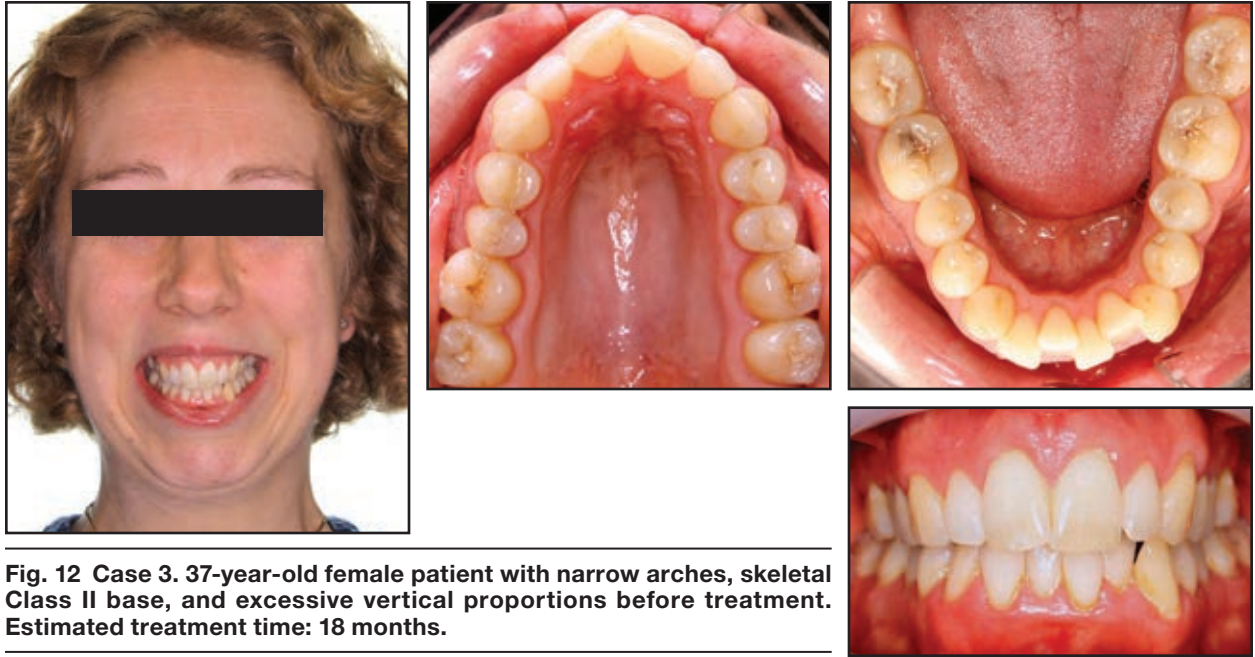 Fig. 12 Case 3. 37-year-old female patient with narrow arches, skeletal
Class II base, and excessive vertical proportions before treatment.
Estimated treatment time: 18 months.